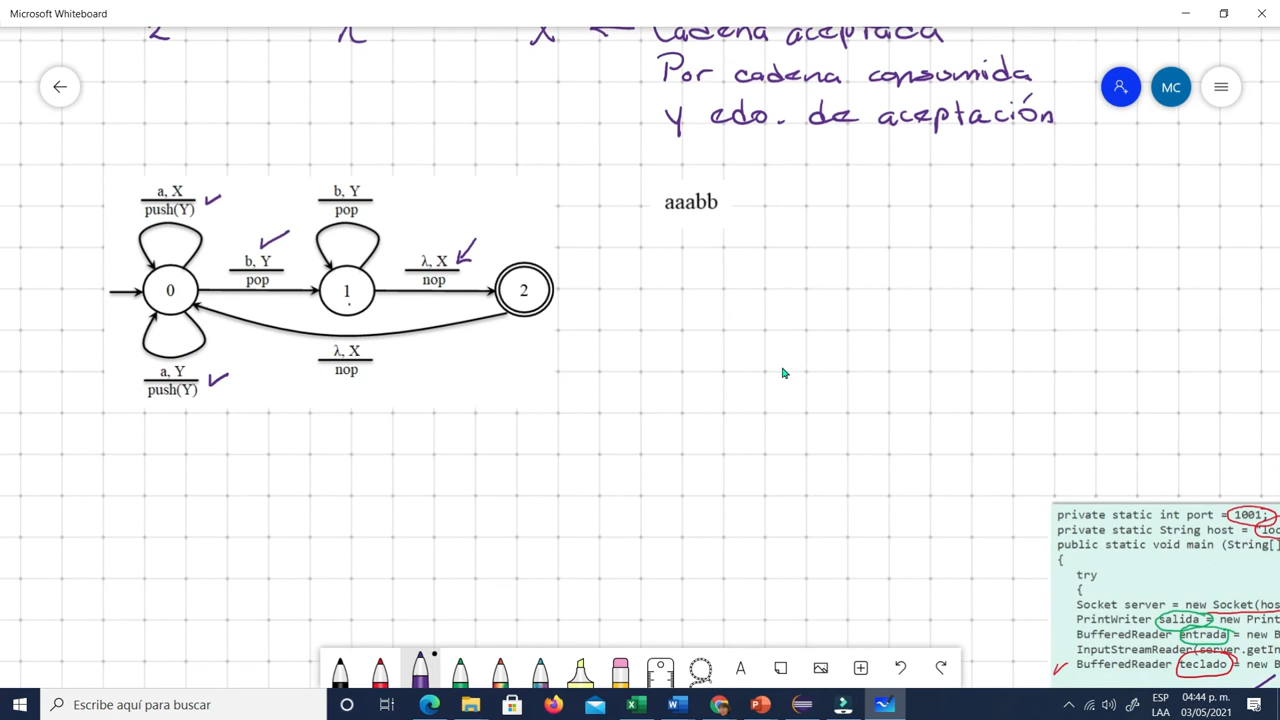 Microsoft Whiteboard
Cadena aceptada
Por cadena consumida
y edo. de aceptación
MC
a, X
push(Y)
b, Y
pop
aaabb
b, Y
pop
λ, X
nop
0
1
2
λ, X
nop
a, Y
push(Y)
private static int port = 1001;
private static String host =
public static void main (String[]
{
try
{
Socket server = new Socket(hos
PrintWriter salida = new Print
BufferedReader entrada = new B
InputStreamReader(server.getIn
BufferedReader teclado = new B
A
Escribe aquí para buscar
ESP
LAA
04:44 p. m.
03/05/2021